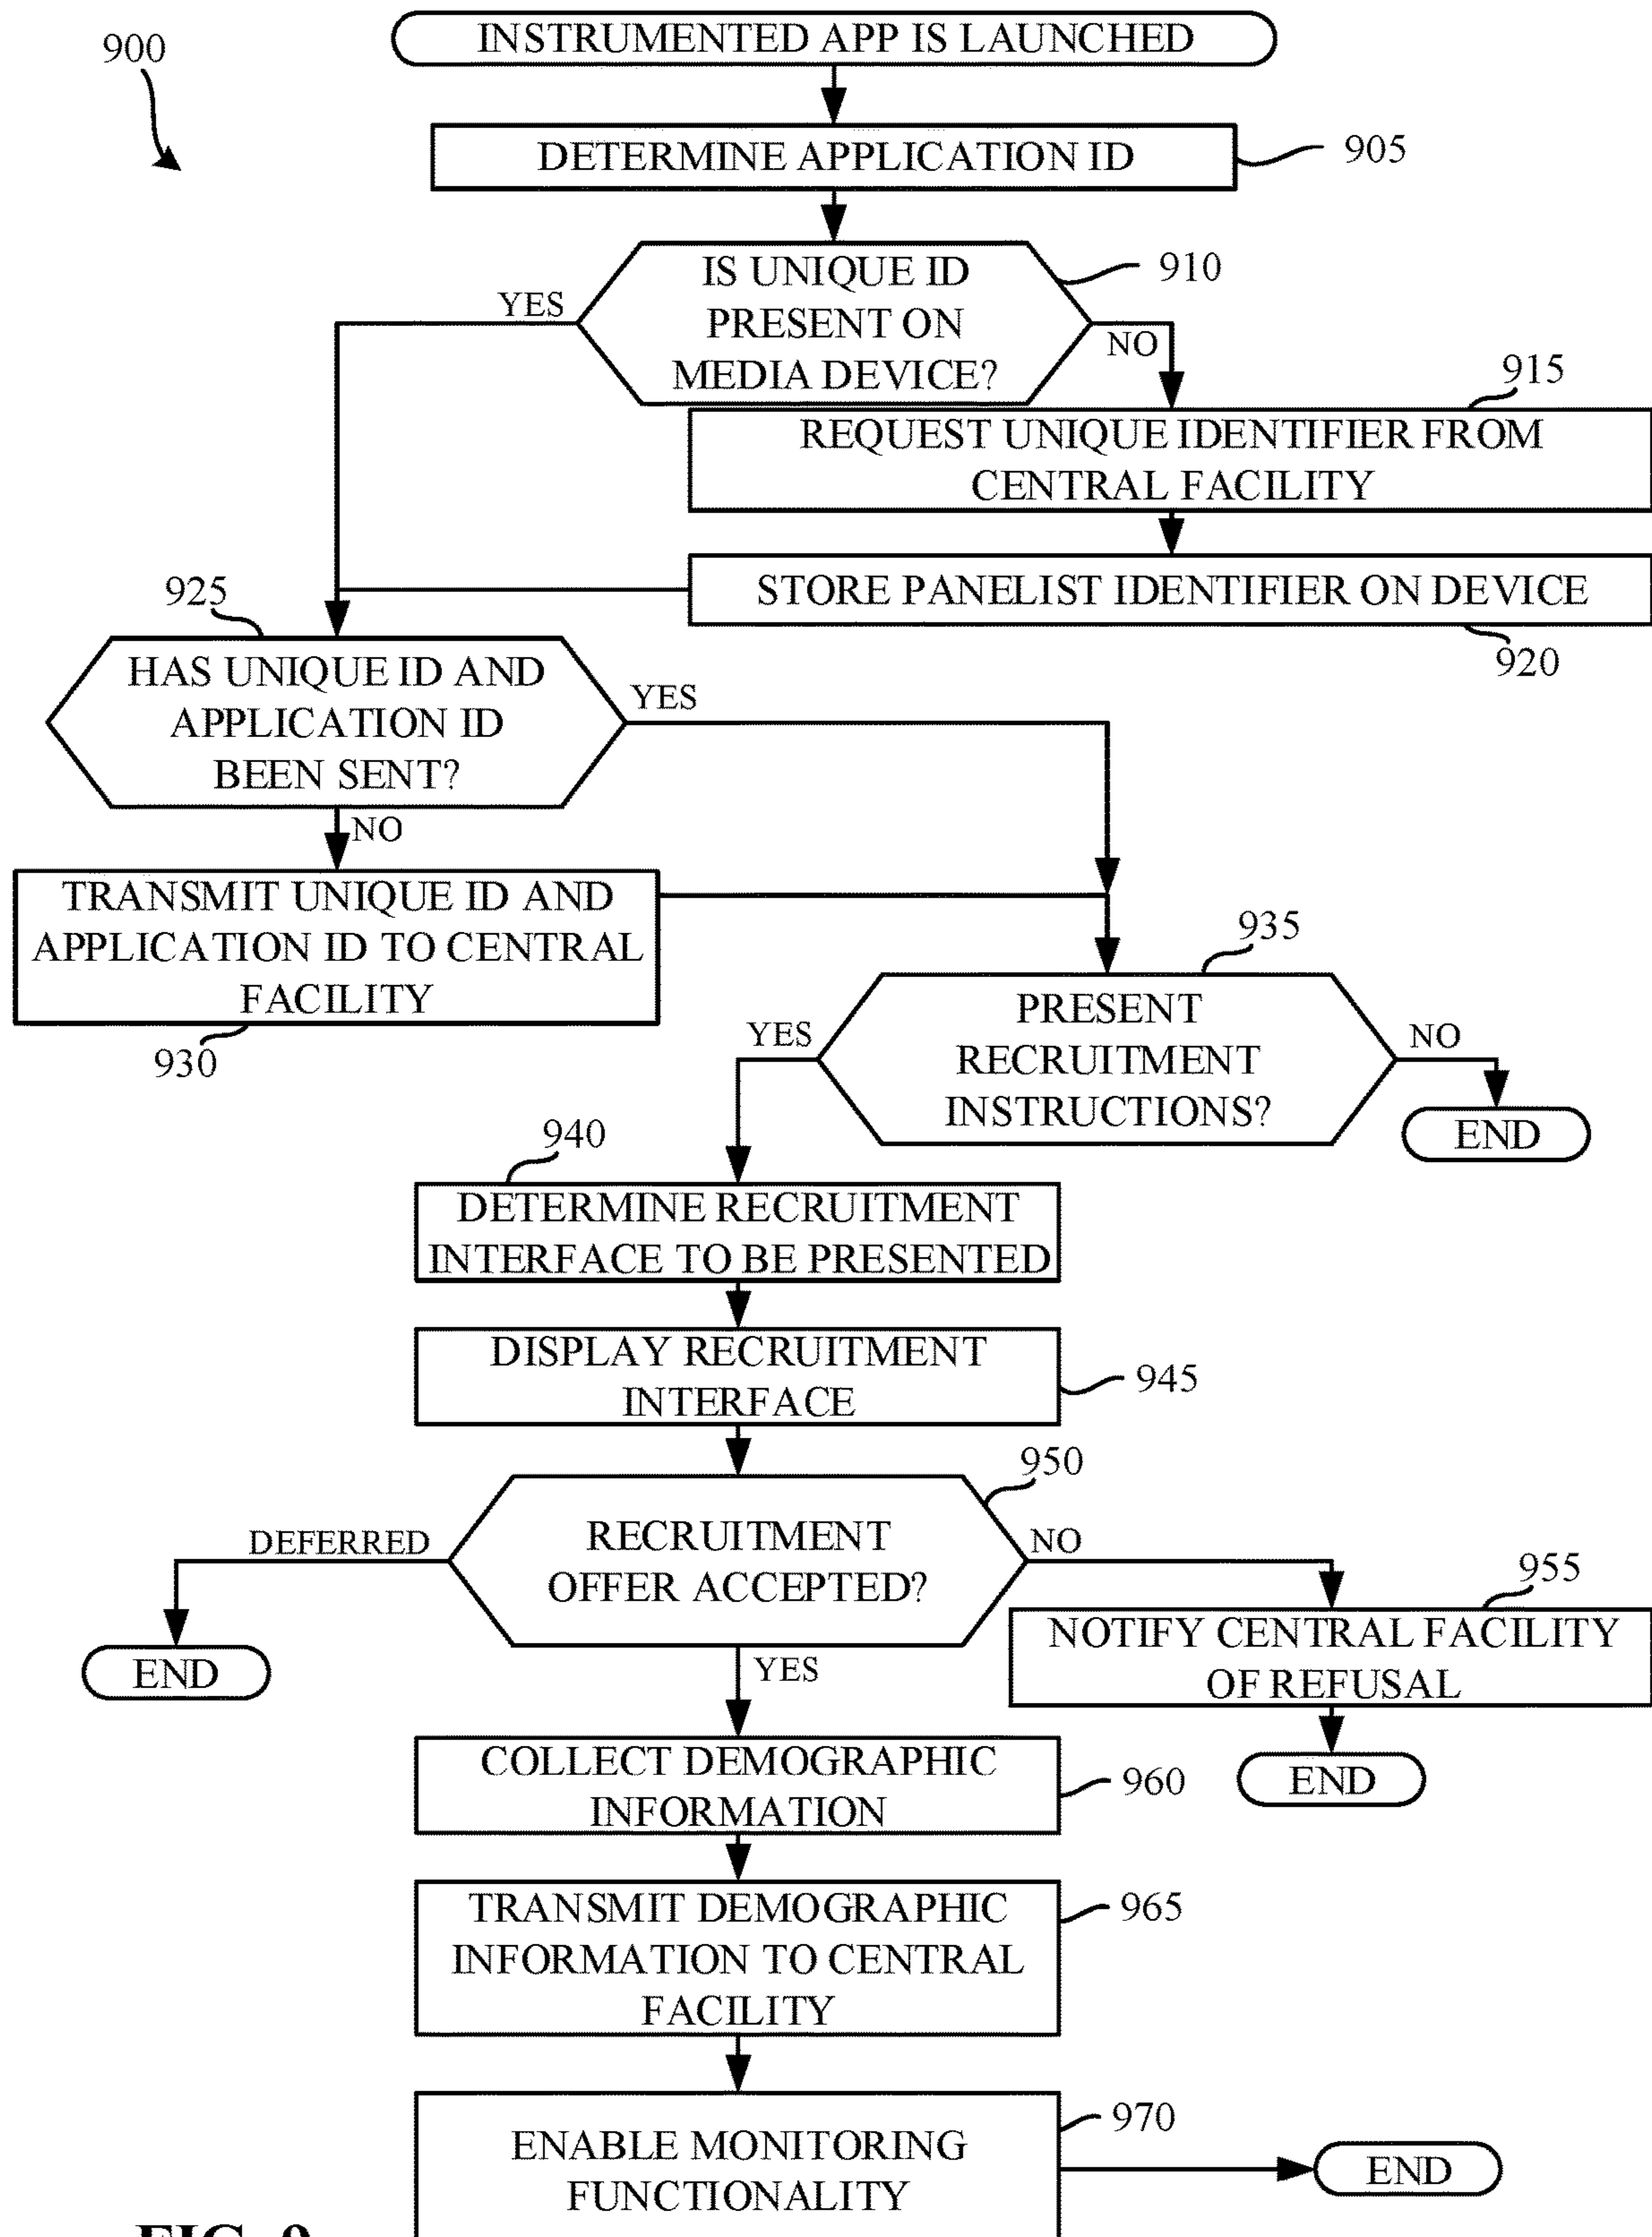 900
INSTRUMENTED APP IS LAUNCHED
DETERMINE APPLICATION ID
905
IS UNIQUE ID
PRESENT ON
MEDIA DEVICE?
910
YES
NO
915
REQUEST UNIQUE IDENTIFIER FROM
CENTRAL FACILITY
STORE PANELIST IDENTIFIER ON DEVICE
920
925
HAS UNIQUE ID AND
APPLICATION ID
BEEN SENT?
YES
NO
TRANSMIT UNIQUE ID AND
APPLICATION ID TO CENTRAL
FACILITY
930
935
PRESENT
RECRUITMENT
INSTRUCTIONS?
YES
NO
END
940
DETERMINE RECRUITMENT
INTERFACE TO BE PRESENTED
DISPLAY RECRUITMENT
INTERFACE
945
950
RECRUITMENT
OFFER ACCEPTED?
DEFERRED
NO
END
YES
955
NOTIFY CENTRAL FACILITY
OF REFUSAL
END
COLLECT DEMOGRAPHIC
INFORMATION
960
TRANSMIT DEMOGRAPHIC
INFORMATION TO CENTRAL
FACILITY
965
ENABLE MONITORING
FUNCTIONALITY
970
END
FIG. 9